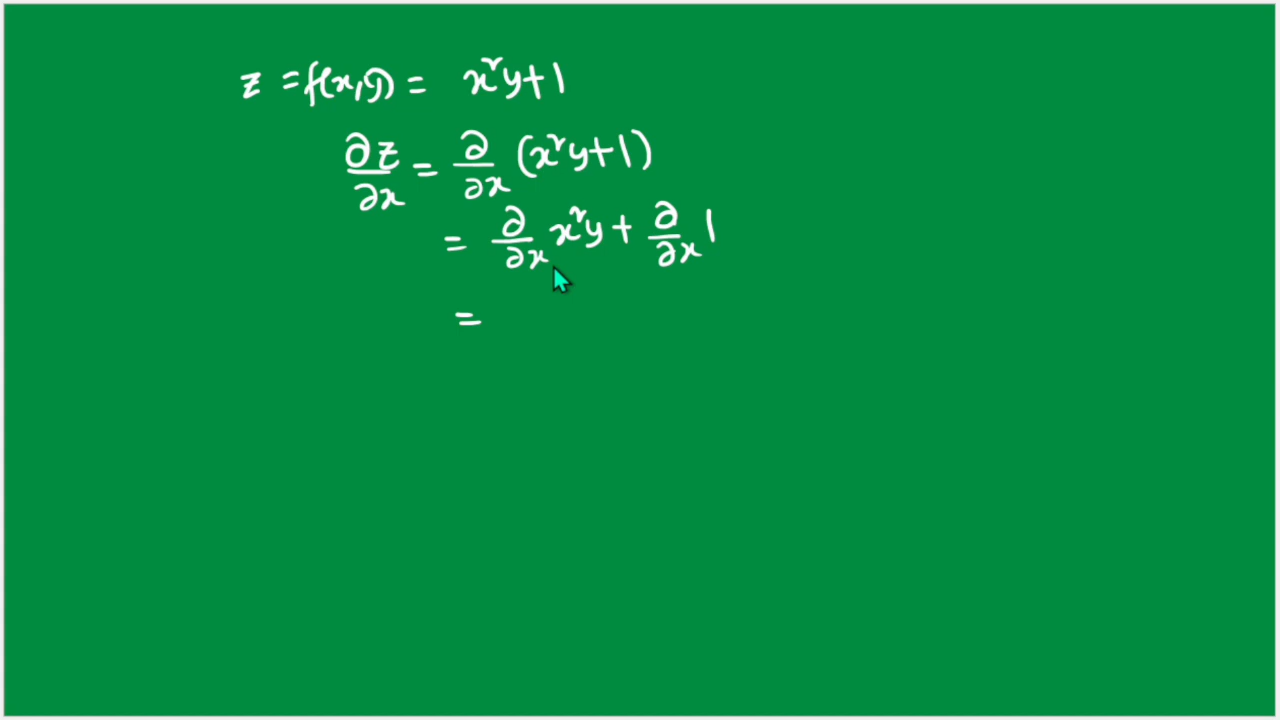 z = f(x,y) = x²y+1
∂z/∂x = ∂/∂x (x²y+1)
= ∂/∂x x²y + ∂/∂x 1
=